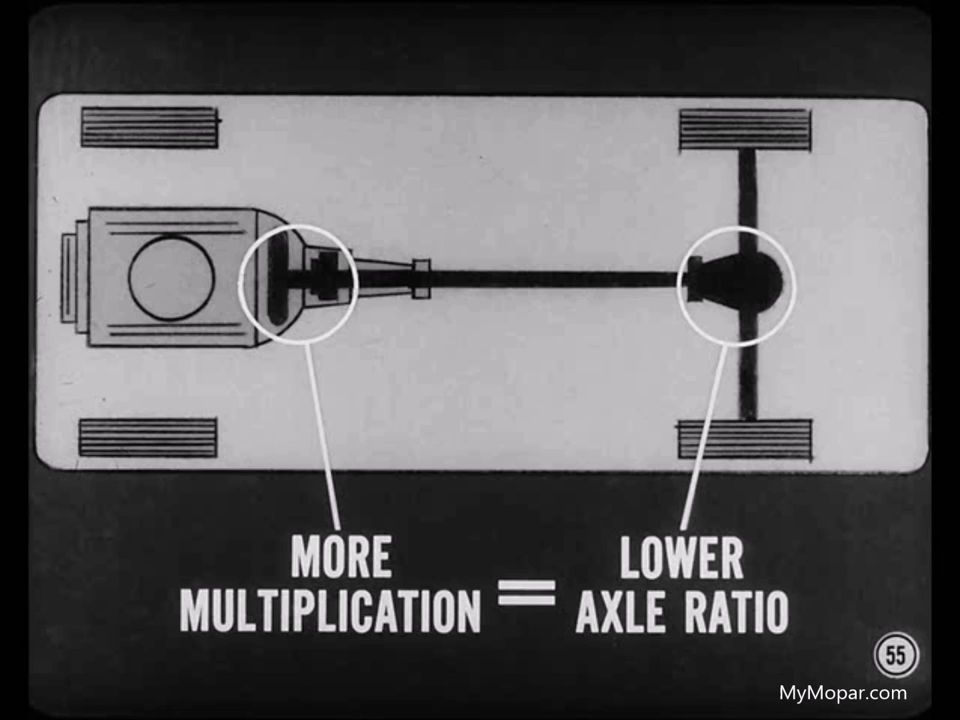 MORE
MULTIPLICATION
=
LOWER
AXLE RATIO
55
MyMopar.com